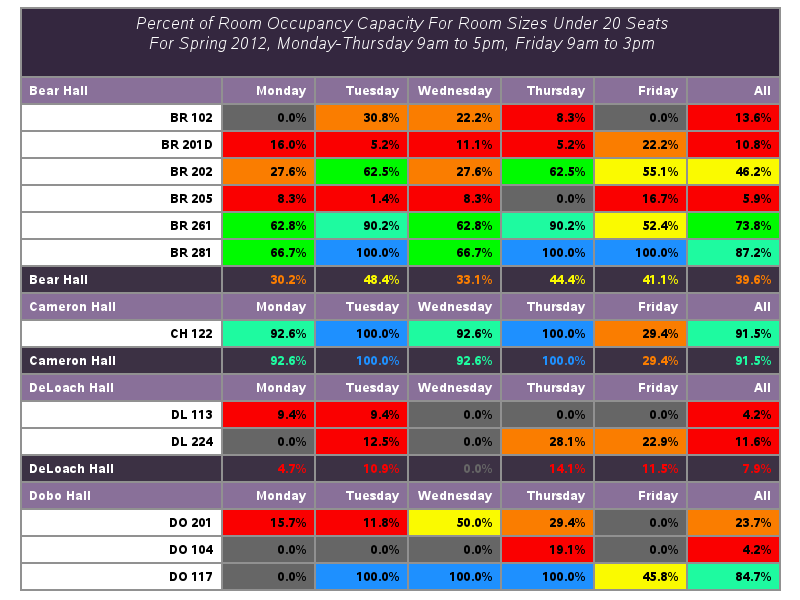 Percent of Room Occupancy Capacity For Room Sizes Under 20 Seats
For Spring 2012, Monday-Thursday 9am to 5pm, Friday 9am to 3pm
Bear Hall Monday Tuesday Wednesday Thursday Friday All
BR 102 0.0% 30.8% 22.2% 8.3% 0.0% 13.6%
BR 201D 16.0% 5.2% 11.1% 5.2% 22.2% 10.8%
BR 202 27.6% 62.5% 27.6% 62.5% 55.1% 46.2%
BR 205 8.3% 1.4% 8.3% 0.0% 16.7% 5.9%
BR 261 62.8% 90.2% 62.8% 90.2% 52.4% 73.8%
BR 281 66.7% 100.0% 66.7% 100.0% 100.0% 87.2%
Bear Hall 30.2% 48.4% 33.1% 44.4% 41.1% 39.6%
Cameron Hall Monday Tuesday Wednesday Thursday Friday All
CH 122 92.6% 100.0% 92.6% 100.0% 29.4% 91.5%
Cameron Hall 92.6% 100.0% 92.6% 100.0% 29.4% 91.5%
DeLoach Hall Monday Tuesday Wednesday Thursday Friday All
DL 113 9.4% 9.4% 0.0% 0.0% 0.0% 4.2%
DL 224 0.0% 12.5% 0.0% 28.1% 22.9% 11.6%
DeLoach Hall 4.7% 10.9% 0.0% 14.1% 11.5% 7.9%
Dobo Hall Monday Tuesday Wednesday Thursday Friday All
DO 201 15.7% 11.8% 50.0% 29.4% 0.0% 23.7%
DO 104 0.0% 0.0% 0.0% 19.1% 0.0% 4.2%
DO 117 0.0% 100.0% 100.0% 100.0% 45.8% 84.7%